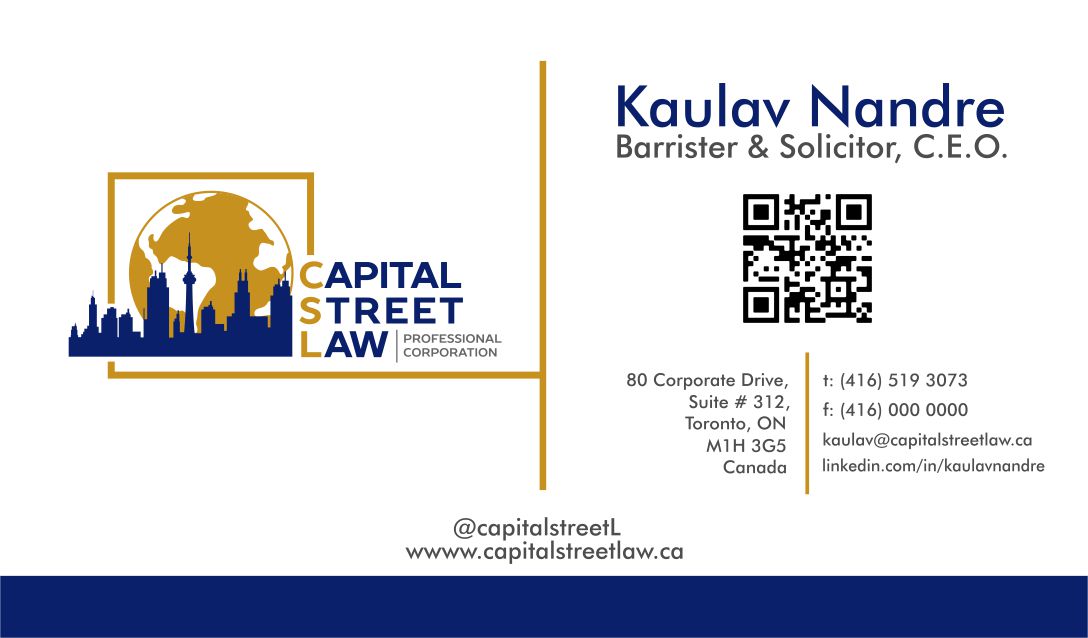 CAPITAL
STREET
LAW
PROFESSIONAL
CORPORATION
Kaulav Nandre
Barrister & Solicitor, C.E.O.
80 Corporate Drive,
Suite # 312,
Toronto, ON
M1H 3G5
Canada
t: (416) 519 3073
f: (416) 000 0000
kaulav@capitalstreetlaw.ca
linkedin.com/in/kaulavnandre
@capitalstreetL
wwww.capitalstreetlaw.ca